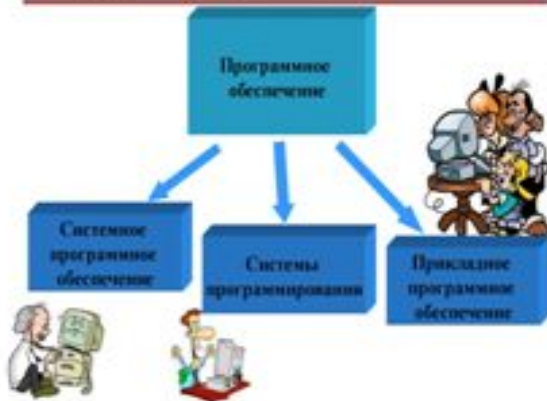 Программное
обеспечение
Системное
программное
обеспечение
Системы
программирования
Прикладное
программное
обеспечение